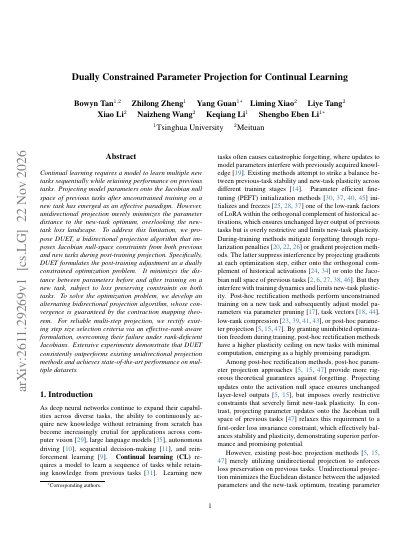 arXiv:2611.29269v1 [cs.LG] 22 Nov 2026
Dually Constrained Parameter Projection for Continual Learning
Bowyn Tan1,2 Zhilong Zheng1 Yang Guan1* Liming Xiao2 Liye Tang2
Xiao Li2 Naizheng Wang2 Keqiang Li1 Shengbo Eben Li1*
1Tsinghua University 2Meituan
Abstract
Continual learning requires a model to learn multiple new
tasks sequentially while retaining performance on previous
tasks. Projecting model parameters onto the Jacobian null
space of previous tasks after unconstrained training on a
new task has emerged as an effective paradigm. However,
unidirectional projection merely minimizes the parameter
distance to the new-task optimum, overlooking the new-
task loss landscape. To address this limitation, we pro-
pose DUET, a bidirectional projection algorithm that im-
poses Jacobian null-space constraints from both previous
and new tasks during post-training projection. Specifically,
DUET formulates the post-training adjustment as a dually
constrained optimization problem. It minimizes the dis-
tance between parameters before and after training on a
new task, subject to loss preserving constraints on both
tasks. To solve the optimization problem, we develop an
alternating bidirectional projection algorithm, whose con-
vergence is guaranteed by the contraction mapping theo-
rem. For reliable multi-step projection, we rectify exist-
ing step size selection criteria via an effective-rank-aware
formulation, overcoming their failure under rank-deficient
Jacobians. Extensive experiments demonstrate that DUET
consistently outperforms existing unidirectional projection
methods and achieves state-of-the-art performance on mul-
tiple datasets.
1. Introduction
As deep neural networks continue to expand their capabili-
ties across diverse tasks, the ability to continuously ac-
quire new knowledge without retraining from scratch has
become increasingly crucial for applications across com-
puter vision [29], large language models [35], autonomous
driving [10], sequential decision-making [11], and rein-
forcement learning [9]. Continual learning (CL) re-
quires a model to learn a sequence of tasks while retain-
ing knowledge from previous tasks [31]. Learning new
*Corresponding authors.
tasks often causes catastrophic forgetting, where updates to
model parameters interfere with previously acquired knowl-
edge [19]. Existing methods attempt to strike a balance be-
tween previous-task stability and new-task plasticity across
different training stages [14]. Parameter efficient fine-
tuning (PEFT) initialization methods [30, 37, 40, 45] ini-
tializes and freezes [25, 28, 37] one of the low-rank factors
of LoRA within the orthogonal complement of historical ac-
tivations, which ensures unchanged layer output of previous
tasks but is overly restrictive and limits new-task plasticity.
During-training methods mitigate forgetting through regu-
larization penalties [20, 22, 26] or gradient projection meth-
ods. The latter suppress interference by projecting gradients
at each optimization step, either onto the orthogonal com-
plement of historical activations [24, 34] or onto the Jaco-
bian null space of previous tasks [2, 6, 27, 38, 46]. But they
interfere with training dynamics and limits new-task plastic-
ity. Post-hoc rectification methods perform unconstrained
training on a new task and subsequently adjust model pa-
rameters via parameter pruning [17], task vectors [18, 44],
low-rank compression [23, 39, 41, 43], or post-hoc parame-
ter projection [5, 15, 47]. By granting uninhibited optimiza-
tion freedom during training, post-hoc rectification methods
have a higher plasticity ceiling on new tasks with minimal
computation, emerging as a highly promising paradigm.
Among post-hoc rectification methods, post-hoc param-
eter projection approaches [5, 15, 47] provide more rig-
orous theoretical guarantees against forgetting. Projecting
updates onto the activation null space ensures unchanged
layer-level outputs [5, 15], but imposes overly restrictive
constraints that severely limit new-task plasticity. In con-
trast, projecting parameter updates onto the Jacobian null
space of previous tasks [47] relaxes this requirement to a
first-order loss invariance constraint, which effectively bal-
ances stability and plasticity, demonstrating superior perfor-
mance and promising potential.
However, existing post-hoc projection methods [5, 15,
47] merely utilizing unidirectional projection to enforces
loss preservation on previous tasks. Unidirectional projec-
tion, minimizes the Euclidean distance between the adjusted
parameters and the new-task optimum, treating parameter
1